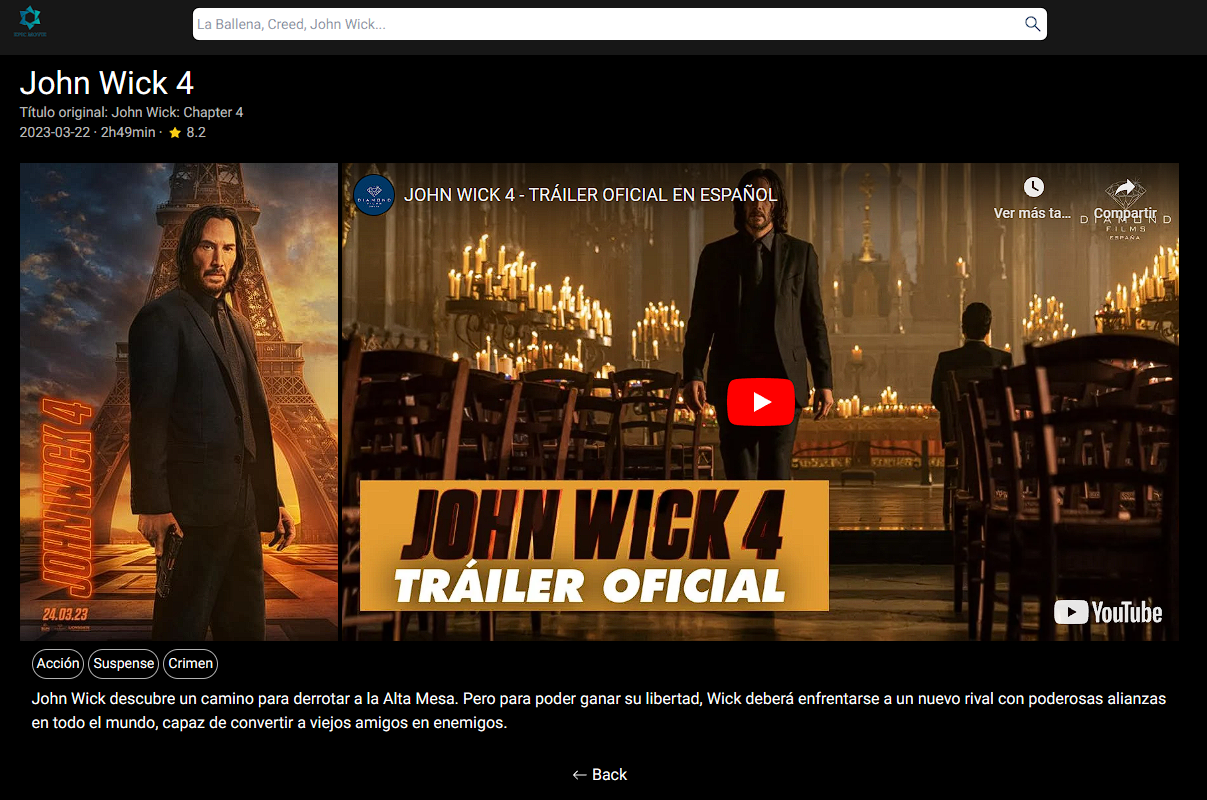 EPIC MOVIE
La Ballena, Creed, John Wick...
John Wick 4
Título original: John Wick: Chapter 4
2023-03-22 · 2h49min · 8.2
JOHN WICK 4
24.03.23
DIAMOND
FILMS
JOHN WICK 4 - TRÁILER OFICIAL EN ESPAÑOL
Ver más ta...
Compartir
DIAMOND
FILMS
ESPAÑA
JOHN WICK 4
TRÁILER OFICIAL
YouTube
Acción
Suspense
Crimen
John Wick descubre un camino para derrotar a la Alta Mesa. Pero para poder ganar su libertad, Wick deberá enfrentarse a un nuevo rival con poderosas alianzas
en todo el mundo, capaz de convertir a viejos amigos en enemigos.
← Back